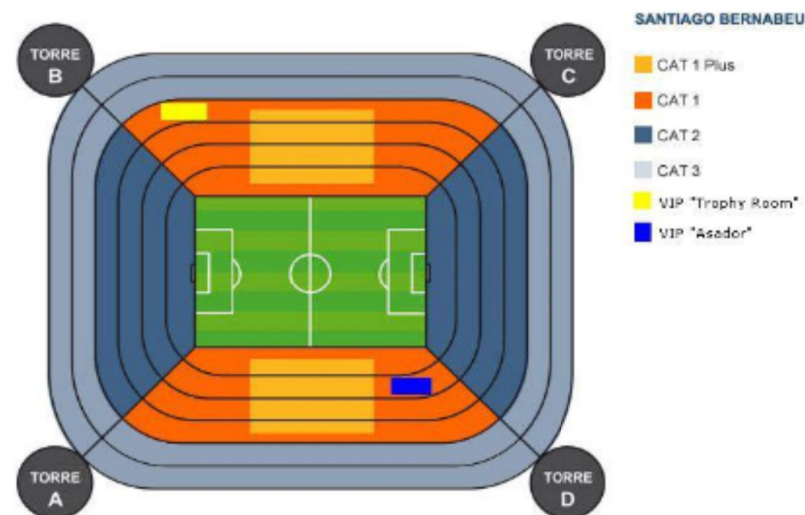 SANTIAGO BERNABEU
TORRE
B
TORRE
C
CAT 1 Plus
CAT 1
CAT 2
CAT 3
VIP "Trophy Room"
VIP "Asador"
TORRE
A
TORRE
D